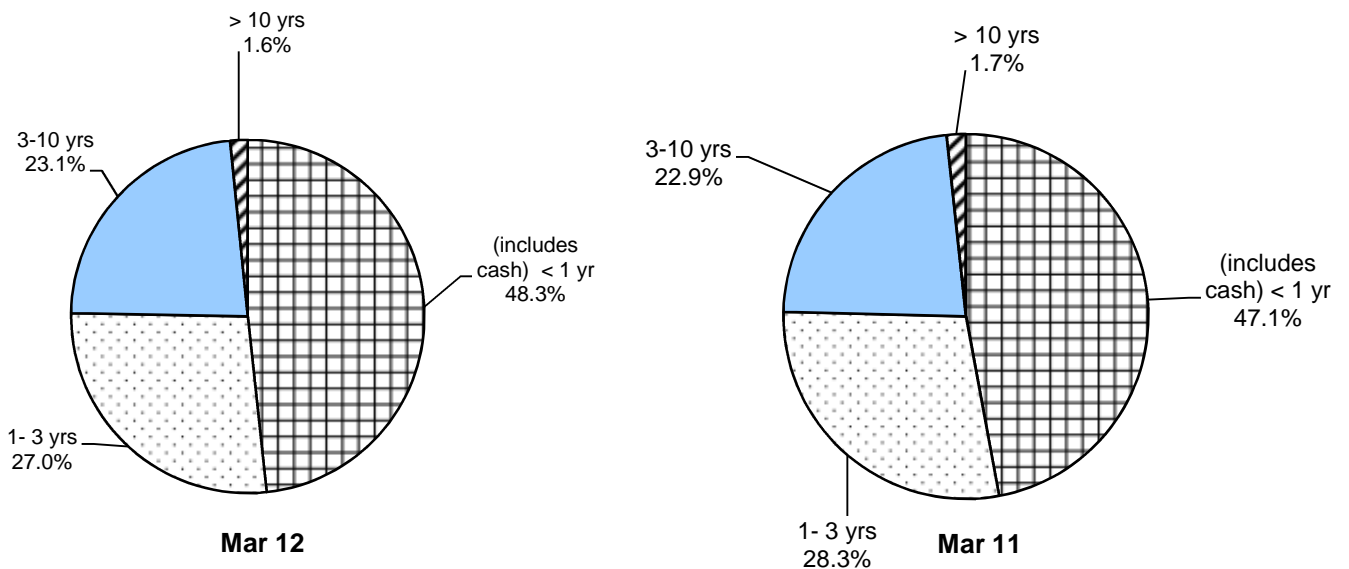 > 10 yrs
1.6%
3-10 yrs
23.1%
(includes
cash)  < 1 yr
48.3%
1- 3 yrs
27.0%
Mar 12
> 10 yrs
1.7%
3-10 yrs
22.9%
(includes
cash) < 1 yr
47.1%
1- 3 yrs
28.3%
Mar 11